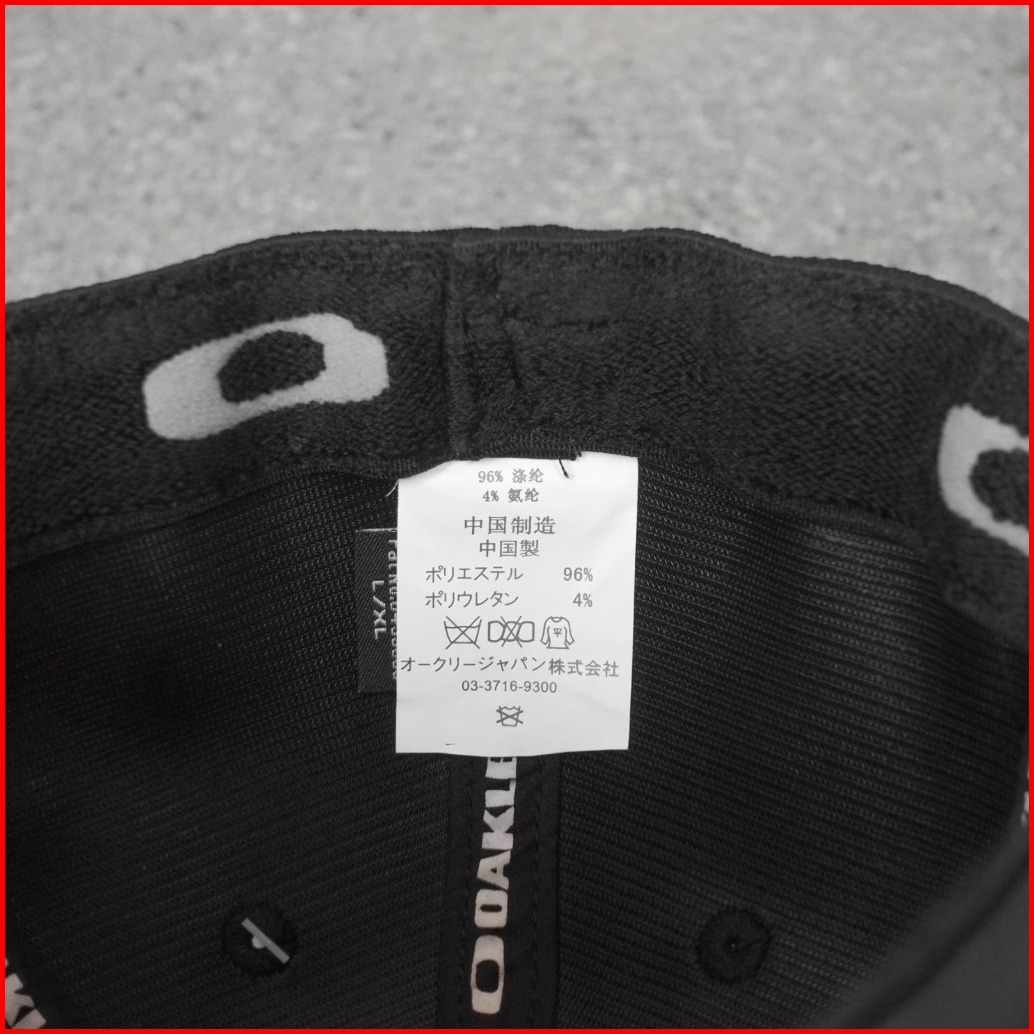 96% 涤纶
4% 氨纶
中国制造
中国製
ポリエステル 96%
ポリウレタン 4%
平
オークリージャパン株式会社
03-3716-9300
L/XL
OAKLE